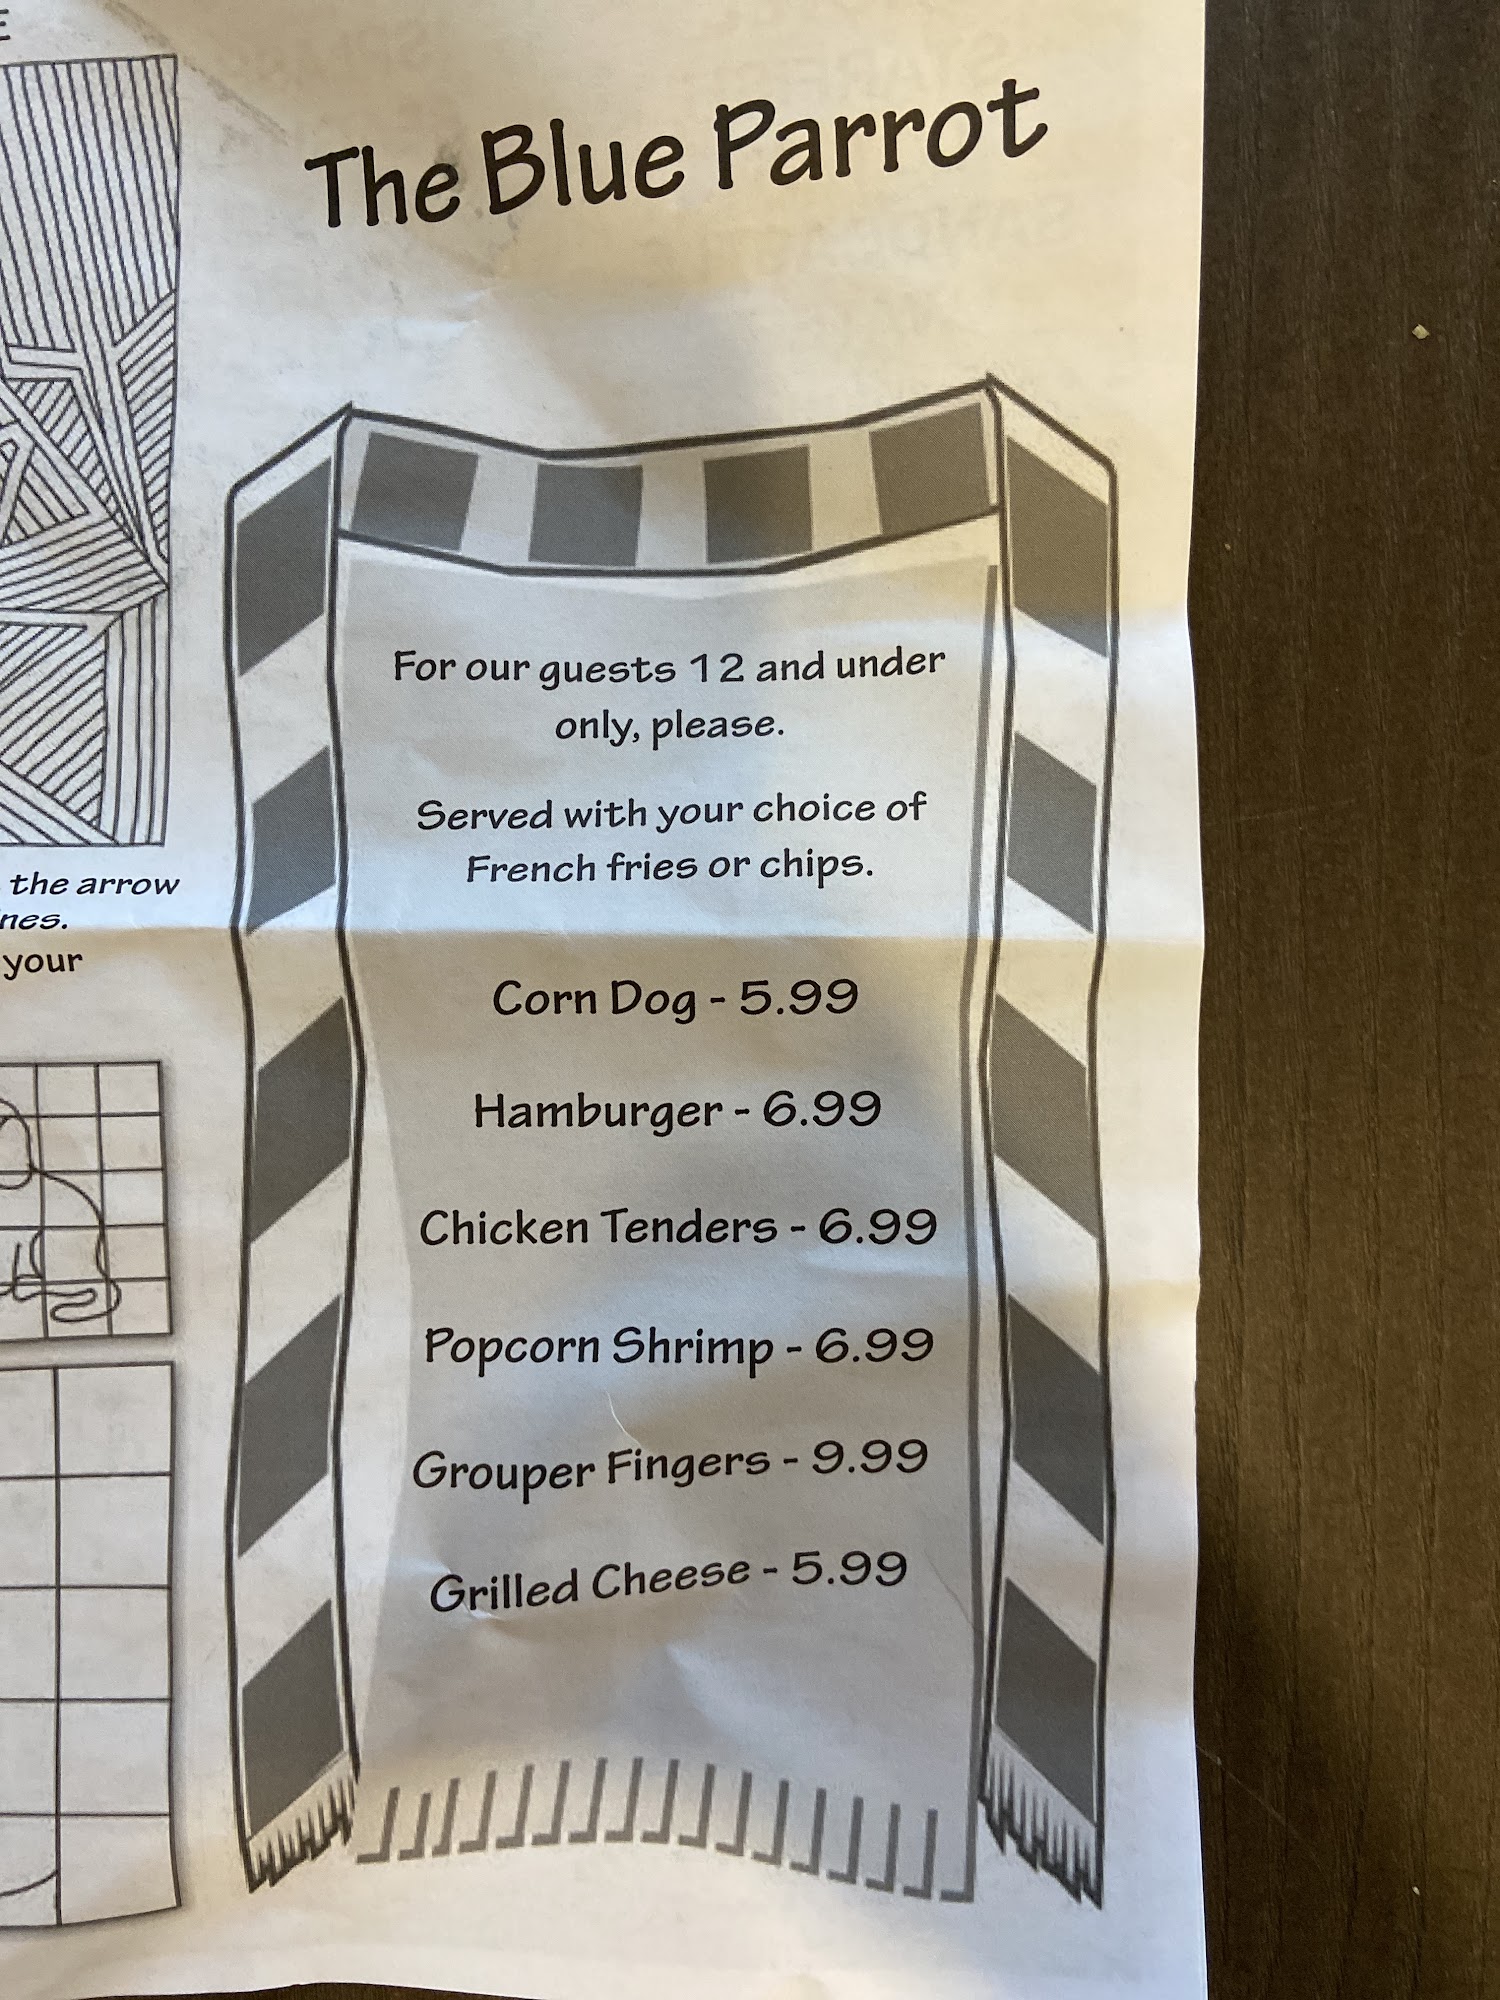 The Blue Parrot
For our guests 12 and under
only, please.
Served with your choice of
French fries or chips.
Corn Dog - 5.99
Hamburger - 6.99
Chicken Tenders - 6.99
Popcorn Shrimp - 6.99
Grouper Fingers - 9.99
Grilled Cheese - 5.99
the arrow
your